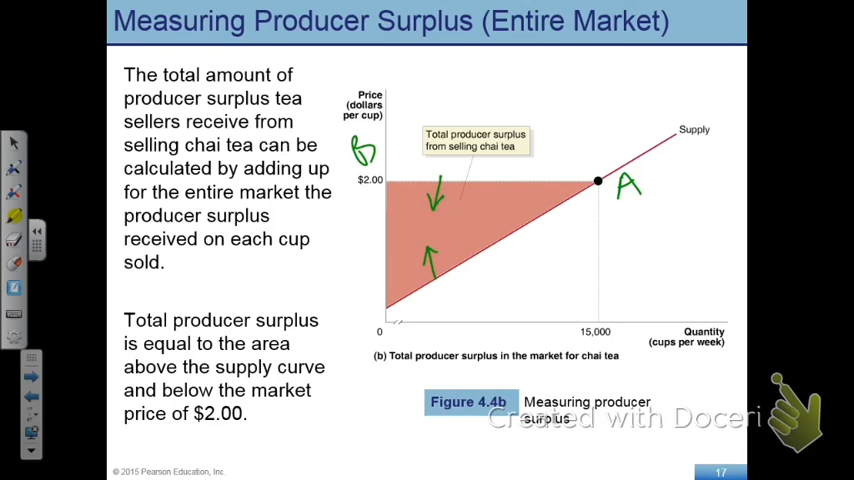 Measuring Producer Surplus (Entire Market)
The total amount of
producer surplus tea
sellers receive from
selling chai tea can be
calculated by adding up
for the entire market the
producer surplus
received on each cup
sold.
Total producer surplus
is equal to the area
above the supply curve
and below the market
price of $2.00.
Price
(dollars
per cup)
B
$2.00
Total producer surplus
from selling chai tea
Supply
A
0
15,000
Quantity
(cups per week)
(b) Total producer surplus in the market for chai tea
Figure 4.4b
Measuring producer
surplus
Created with Doceri
© 2015 Pearson Education, Inc.
17